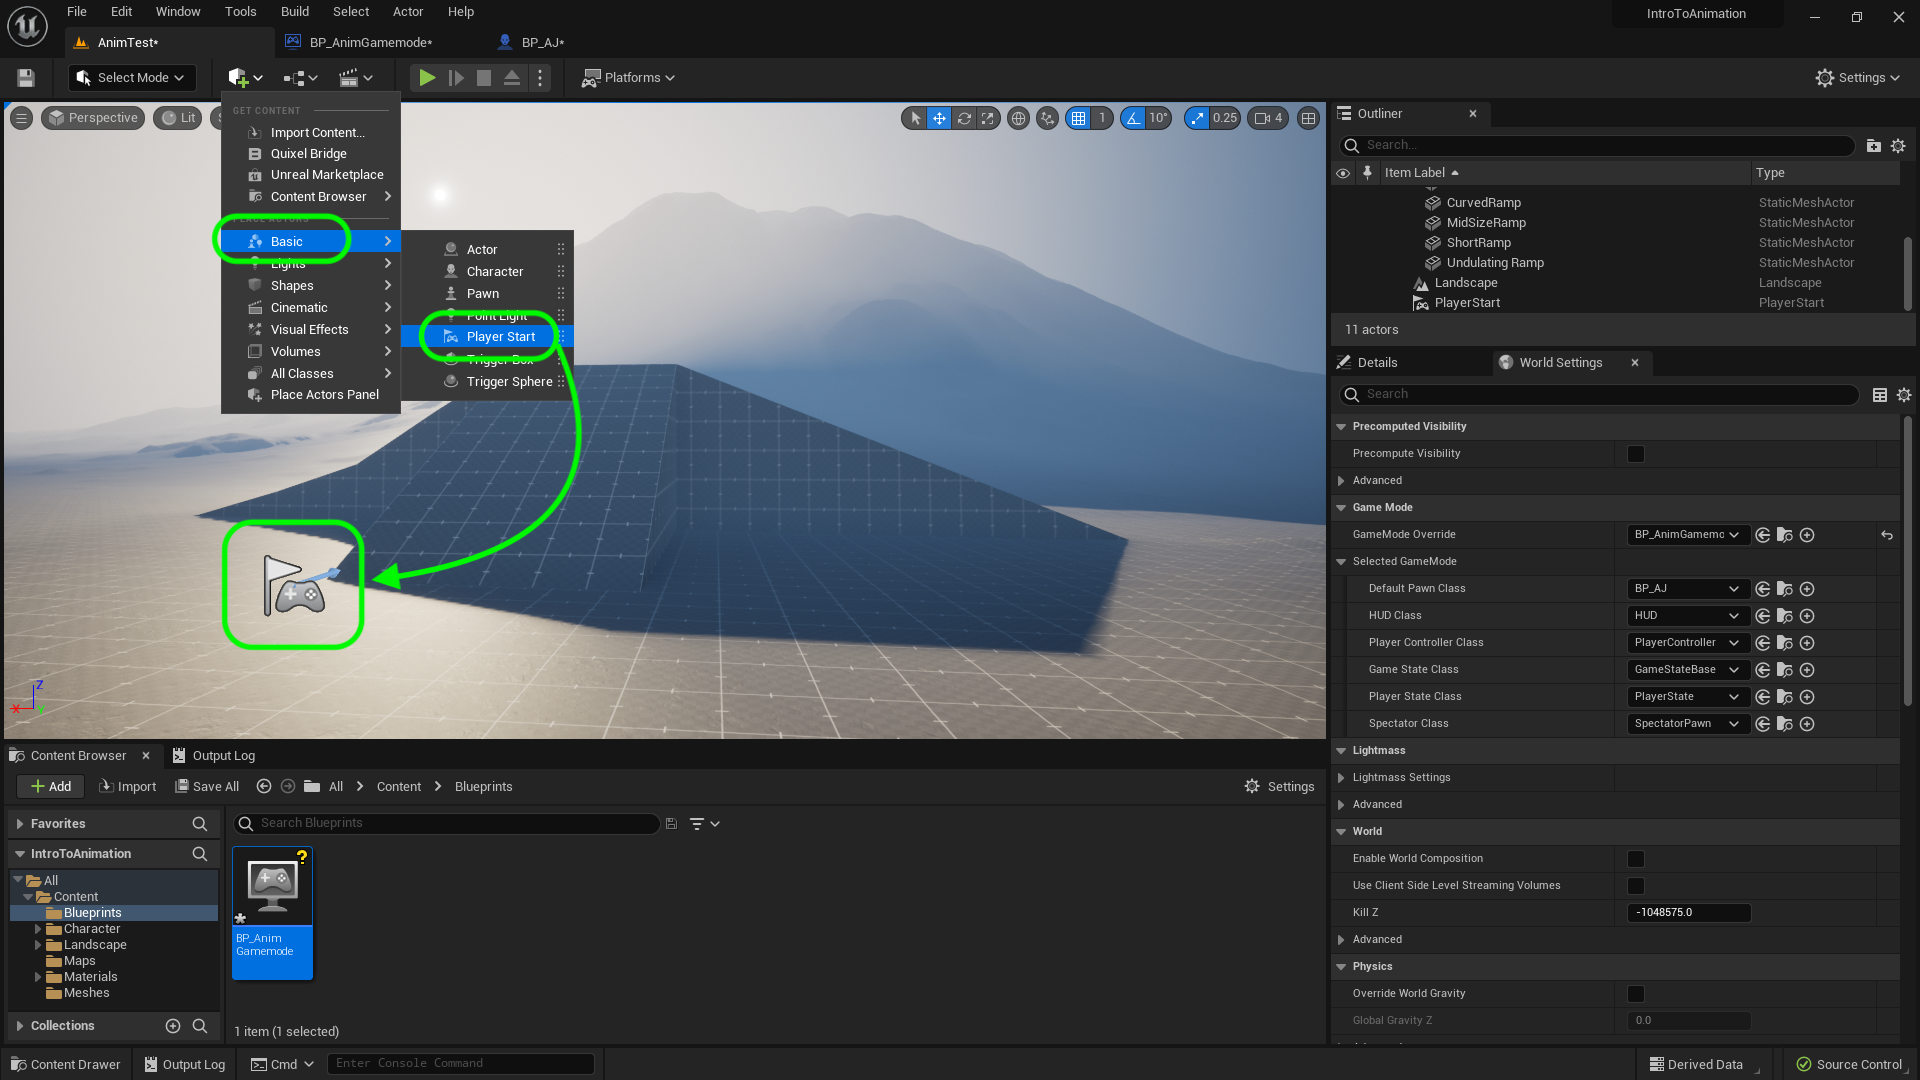 File Edit Window Tools Build Select Actor Help
IntroToAnimation
AnimTest* BP_AnimGamemode* BP_AJ*
Select Mode Platforms Settings
Perspective Lit 1 10° 0.25 4
GET CONTENT
Import Content...
Quixel Bridge
Unreal Marketplace
Content Browser
PLACE ACTORS
Basic
Lights
Shapes
Cinematic
Visual Effects
Volumes
All Classes
Place Actors Panel
Actor
Character
Pawn
Point Light
Player Start
Trigger Box
Trigger Sphere
Z
X
Y
Outliner
Search...
Item Label Type
CurvedRamp StaticMeshActor
MidSizeRamp StaticMeshActor
ShortRamp StaticMeshActor
Undulating Ramp StaticMeshActor
Landscape Landscape
PlayerStart PlayerStart
11 actors
Details World Settings
Search
Precomputed Visibility
Precompute Visibility
Advanced
Game Mode
GameMode Override BP_AnimGamemo
Selected GameMode
Default Pawn Class BP_AJ
HUD Class HUD
Player Controller Class PlayerController
Game State Class GameStateBase
Player State Class PlayerState
Spectator Class SpectatorPawn
Lightmass
Lightmass Settings
Advanced
World
Enable World Composition
Use Client Side Level Streaming Volumes
Kill Z -1048575.0
Advanced
Physics
Override World Gravity
Global Gravity Z 0.0
Content Browser Output Log
Add Import Save All All Content Blueprints Settings
Favorites
IntroToAnimation
All
Content
Blueprints
Character
Landscape
Maps
Materials
Meshes
Collections
Search Blueprints
?
*
BP_Anim
Gamemode
1 item (1 selected)
Content Drawer Output Log Cmd Enter Console Command Derived Data Source Control